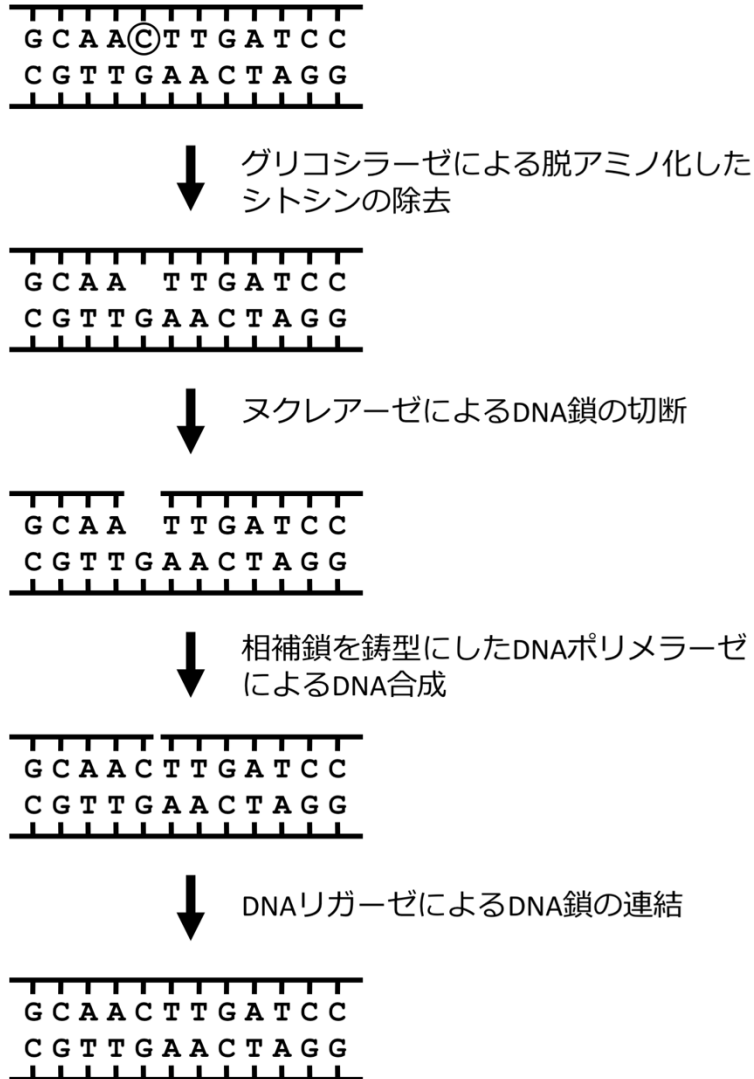 GCAACTTGATCC
CGTTGAACTAGG
グリコシラーゼによる脱アミノ化した
シトシンの除去
GCAA TTGATCC
CGTTGAACTAGG
ヌクレアーゼによるDNA鎖の切断
GCAA TTGATCC
CGTTGAACTAGG
相補鎖を鋳型にしたDNAポリメラーゼ
によるDNA合成
GCAACTTGATCC
CGTTGAACTAGG
DNAリガーゼによるDNA鎖の連結
GCAACTTGATCC
CGTTGAACTAGG